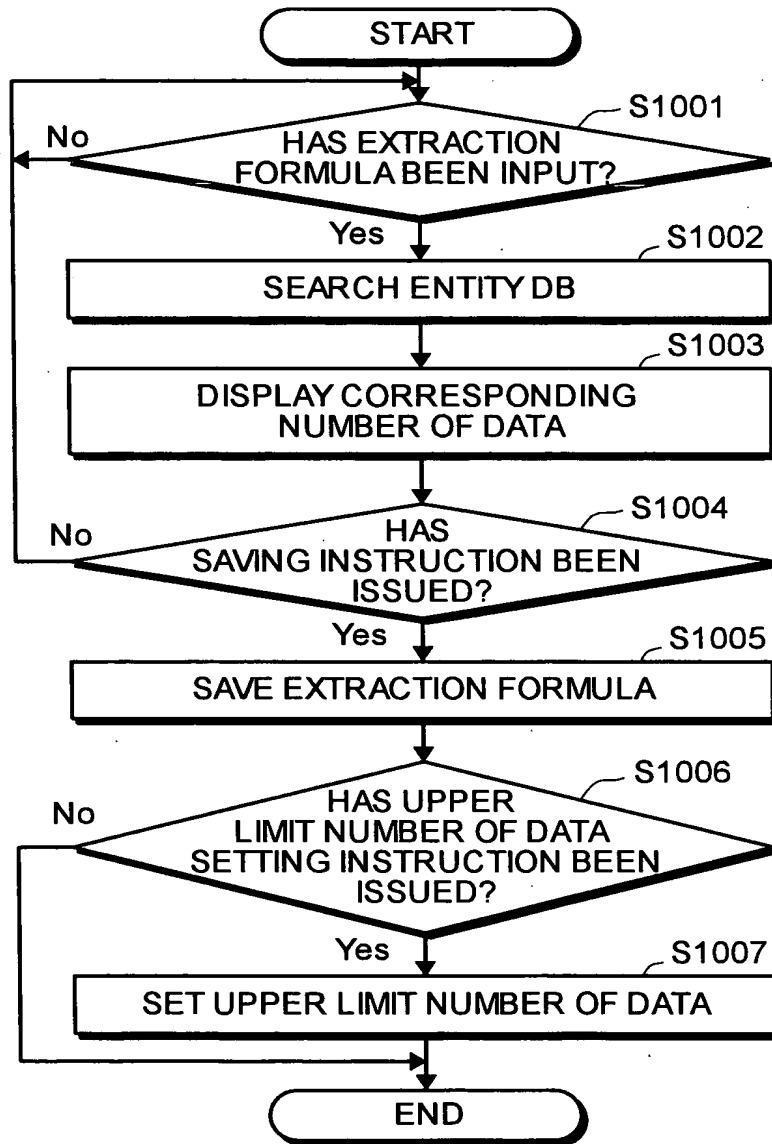 START
S1001
No
HAS EXTRACTION
FORMULA BEEN INPUT?
Yes
S1002
SEARCH ENTITY DB
S1003
DISPLAY CORRESPONDING
NUMBER OF DATA
S1004
No
HAS
SAVING INSTRUCTION BEEN
ISSUED?
Yes
S1005
SAVE EXTRACTION FORMULA
S1006
No
HAS UPPER
LIMIT NUMBER OF DATA
SETTING INSTRUCTION BEEN
ISSUED?
Yes
S1007
SET UPPER LIMIT NUMBER OF DATA
END